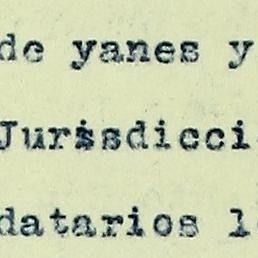 de yanes y
Jurisdicci
datarios l